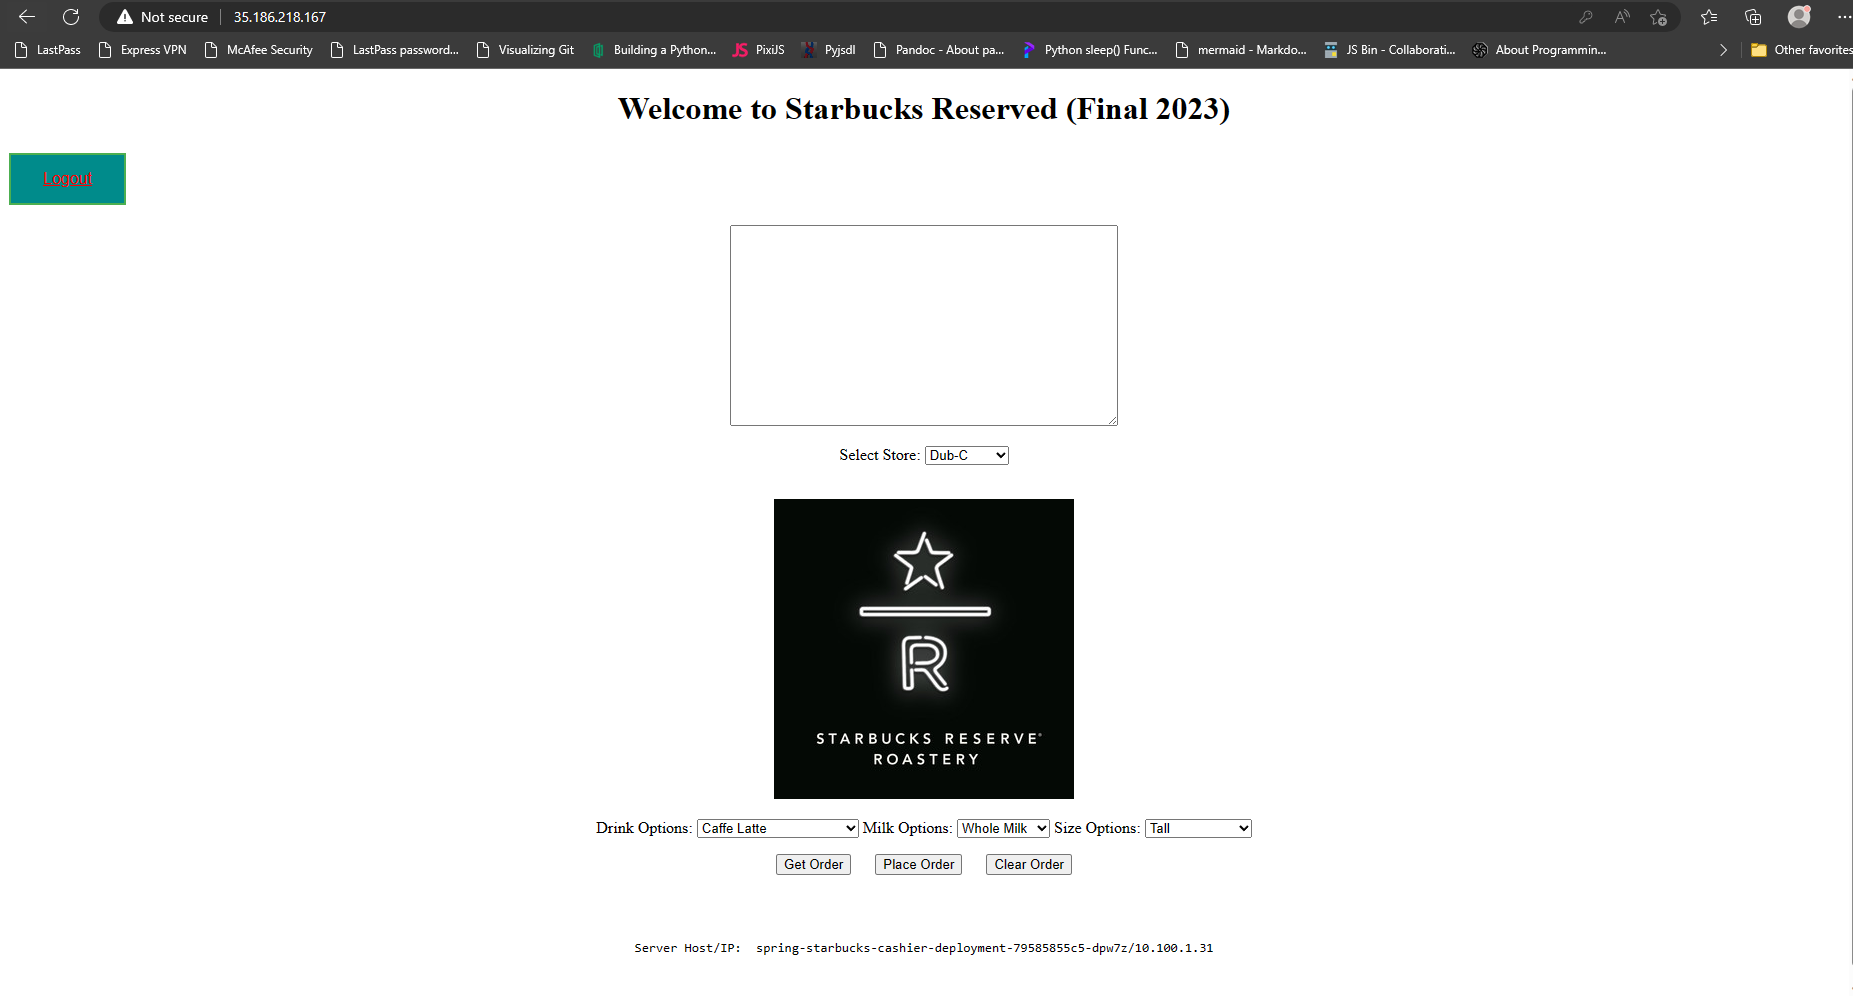 Not secure 35.186.218.167
LastPass Express VPN McAfee Security LastPass password... Visualizing Git Building a Python... JS PixiJS Pyjsdl Pandoc - About pa... Python sleep() Func... mermaid - Markdo... JS Bin - Collaborati... About Programmin... Other favorites
Welcome to Starbucks Reserved (Final 2023)
Logout
Select Store: Dub-C
R
STARBUCKS RESERVE®
ROASTERY
Drink Options: Caffe Latte Milk Options: Whole Milk Size Options: Tall
Get Order Place Order Clear Order
Server Host/IP: spring-starbucks-cashier-deployment-79585855c5-dpw7z/10.100.1.31